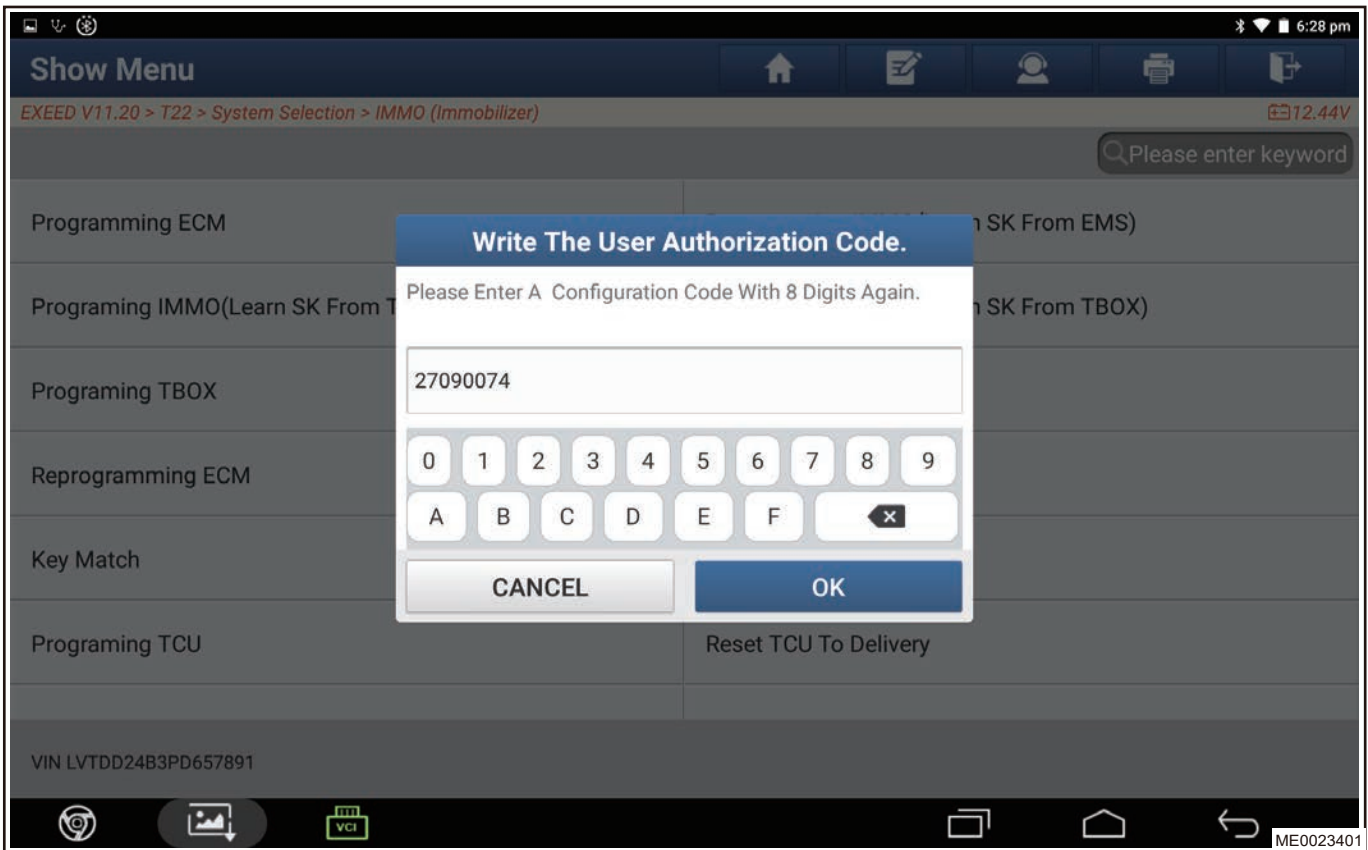 6:28 pm
Show Menu
EXEED V11.20 > T22 > System Selection > IMMO (Immobilizer)
12.44V
Please enter keyword
Programming ECM
SK From EMS)
Write The User Authorization Code.
Please Enter A Configuration Code With 8 Digits Again.
Programing IMMO(Learn SK From
SK From TBOX)
27090074
Programing TBOX
0 1 2 3 4 5 6 7 8 9
Reprogramming ECM
A B C D E F
Key Match
CANCEL
OK
Programing TCU
Reset TCU To Delivery
VIN LVTDD24B3PD657891
VCI
ME0023401